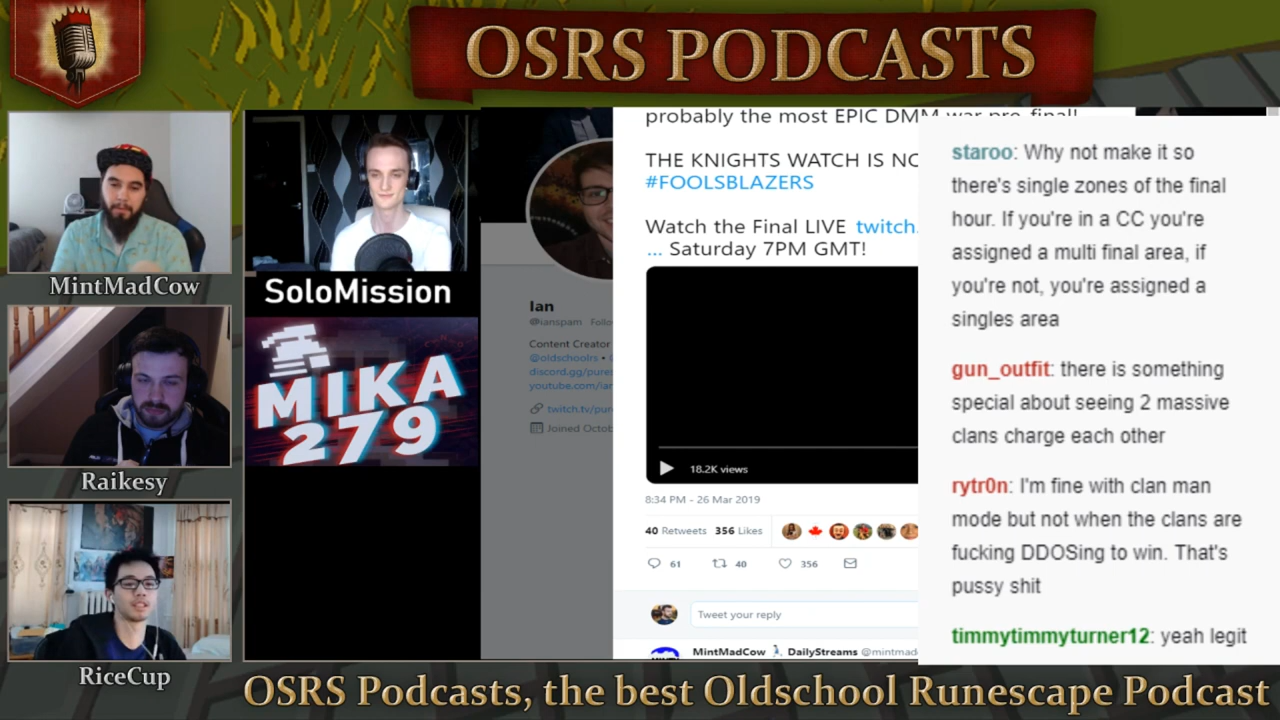 OSRS PODCASTS
MintMadCow
Raikesy
RiceCup
SoloMission
MIKA
279
Ian
@ianspam Follo
Content Creator
@oldschoolrs •
discord.gg/pures
youtube.com/ian
twitch.tv/pur
Joined Octob
probably the most EPIC DMM war pre-final!
THE KNIGHTS WATCH IS NO
#FOOLSBLAZERS
Watch the Final LIVE twitch.
... Saturday 7PM GMT!
18.2K views
8:34 PM - 26 Mar 2019
40 Retweets 356 Likes
61 40 356
Tweet your reply
MintMadCow DailyStreams @mintmad
staroo: Why not make it so
there's single zones of the final
hour. If you're in a CC you're
assigned a multi final area, if
you're not, you're assigned a
singles area
gun_outfit: there is something
special about seeing 2 massive
clans charge each other
rytr0n: I'm fine with clan man
mode but not when the clans are
fucking DDOSing to win. That's
pussy shit
timmytimmyturner12: yeah legit
OSRS Podcasts, the best Oldschool Runescape Podcast